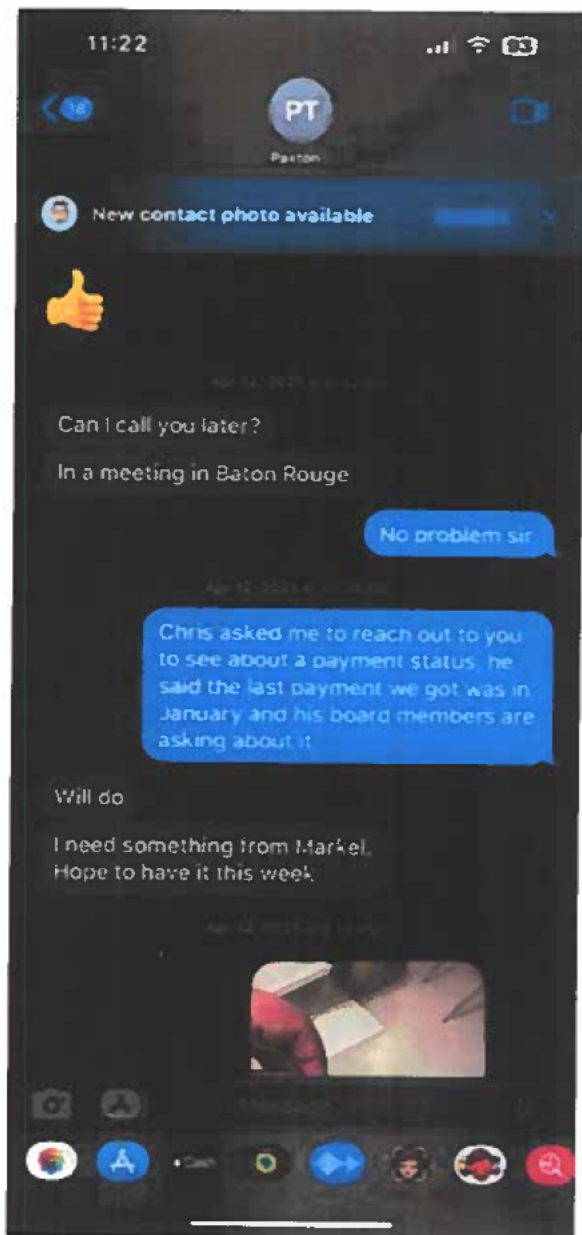 11:22
PT
Paxton
New contact photo available
Can I call you later?
In a meeting in Baton Rouge
No problem sir
Chris asked me to reach out to you
to see about a payment status, he
said the last payment we got was in
January and his board members are
asking about it
Will do
I need something from Markel.
Hope to have it this week
Cash